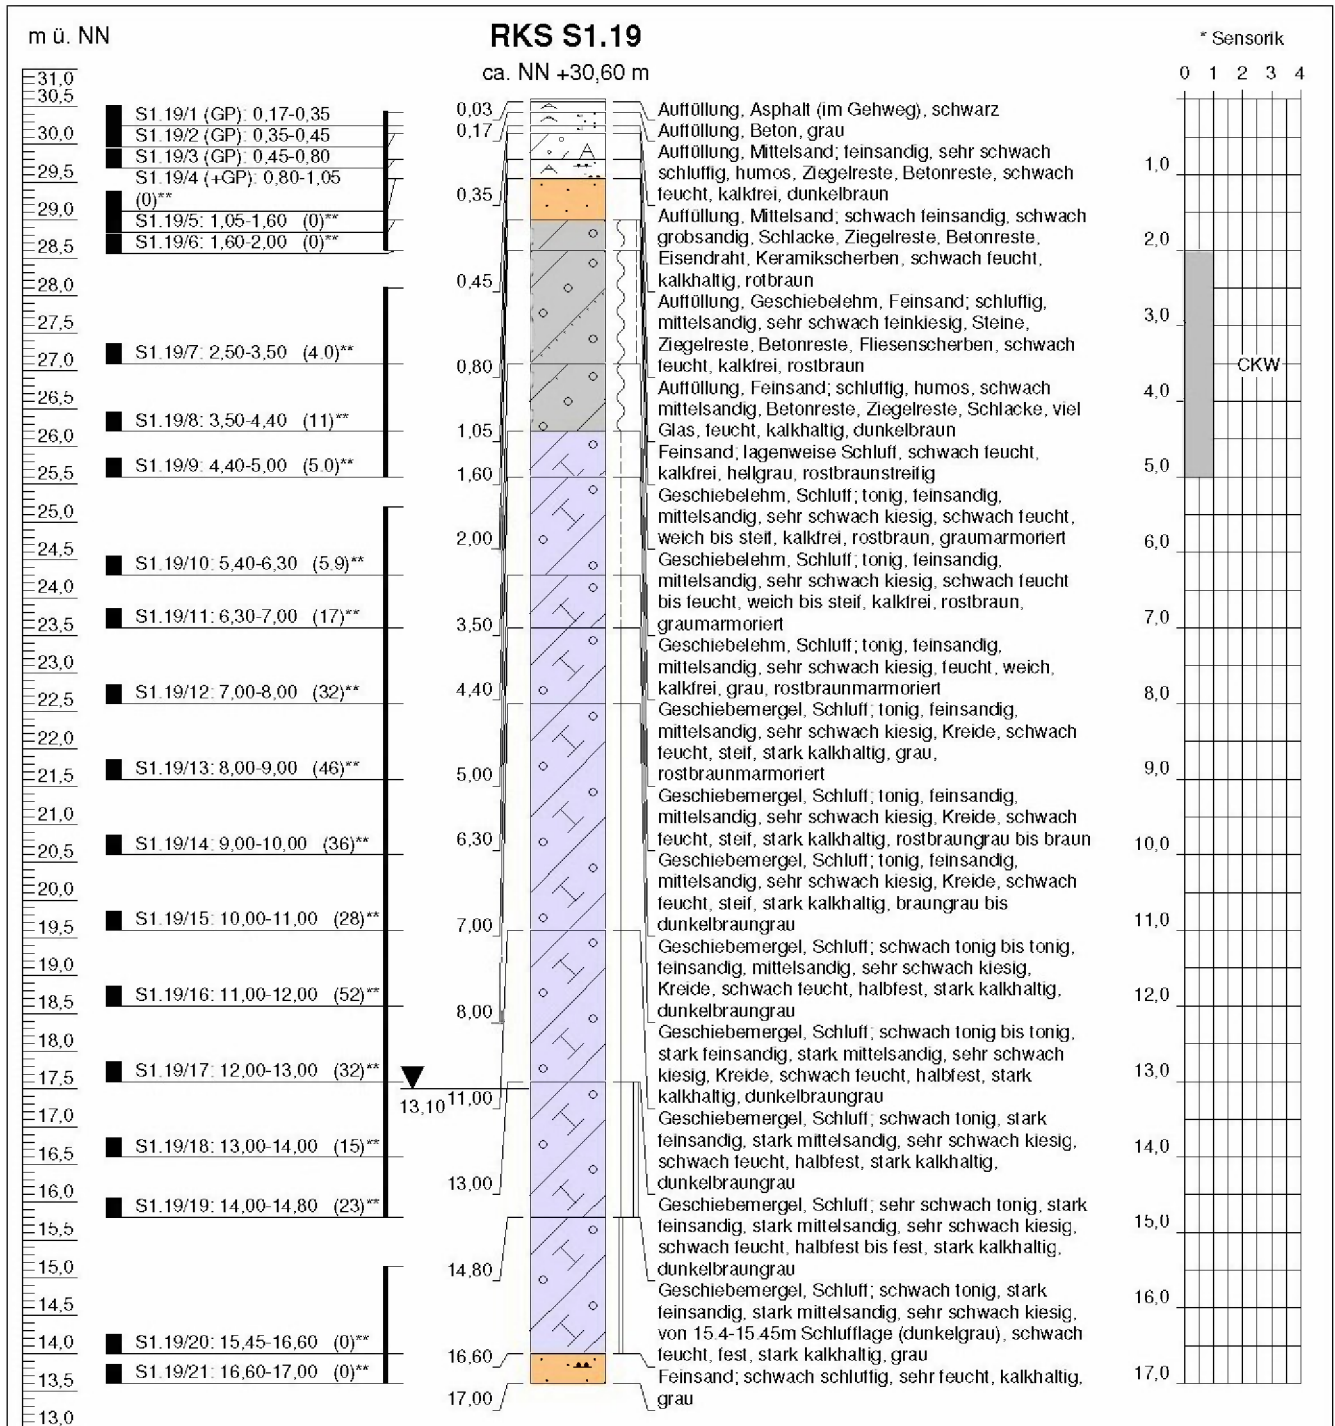 m ü. NN
RKS S1.19
ca. NN +30,60 m
* Sensorik
0 1 2 3 4
31,0
30,5
30,0
29,5
29,0
28,5
28,0
27,5
27,0
26,5
26,0
25,5
25,0
24,5
24,0
23,5
23,0
22,5
22,0
21,5
21,0
20,5
20,0
19,5
19,0
18,5
18,0
17,5
17,0
16,5
16,0
15,5
15,0
14,5
14,0
13,5
13,0
S1.19/1 (GP): 0,17-0,35
S1.19/2 (GP): 0,35-0,45
S1.19/3 (GP): 0,45-0,80
S1.19/4 (+GP): 0,80-1,05
(0)**
S1.19/5: 1,05-1,60 (0)**
S1.19/6: 1,60-2,00 (0)**
S1.19/7: 2,50-3,50 (4.0)**
S1.19/8: 3,50-4,40 (11)**
S1.19/9: 4,40-5,00 (5.0)**
S1.19/10: 5,40-6,30 (5.9)**
S1.19/11: 6,30-7,00 (17)**
S1.19/12: 7,00-8,00 (32)**
S1.19/13: 8,00-9,00 (46)**
S1.19/14: 9,00-10,00 (36)**
S1.19/15: 10,00-11,00 (28)**
S1.19/16: 11,00-12,00 (52)**
S1.19/17: 12,00-13,00 (32)**
S1.19/18: 13,00-14,00 (15)**
S1.19/19: 14,00-14,80 (23)**
S1.19/20: 15,45-16,60 (0)**
S1.19/21: 16,60-17,00 (0)**
13,10
0,03
0,17
0,35
0,45
0,80
1,05
1,60
2,00
3,50
4,40
5,00
6,30
7,00
8,00
11,00
13,00
14,80
16,60
17,00
Auffüllung, Asphalt (im Gehweg), schwarz
Auffüllung, Beton, grau
Auffüllung, Mittelsand; feinsandig, sehr schwach
schluffig, humos, Ziegelreste, Betonreste, schwach
feucht, kalkfrei, dunkelbraun
Auffüllung, Mittelsand; schwach feinsandig, schwach
grobsandig, Schlacke, Ziegelreste, Betonreste,
Eisendraht, Keramikscherben, schwach feucht,
kalkhaltig, rotbraun
Auffüllung, Geschiebelehm, Feinsand; schluffig,
mittelsandig, sehr schwach feinkiesig, Steine,
Ziegelreste, Betonreste, Fliesenscherben, schwach
feucht, kalkfrei, rostbraun
Auffüllung, Feinsand; schluffig, humos, schwach
mittelsandig, Betonreste, Ziegelreste, Schlacke, viel
Glas, feucht, kalkhaltig, dunkelbraun
Feinsand; lagenweise Schluff, schwach feucht,
kalkfrei, hellgrau, rostbraunstreifig
Geschiebelehm, Schluff; tonig, feinsandig,
mittelsandig, sehr schwach kiesig, schwach feucht,
weich bis steif, kalkfrei, rostbraun, graumarmoriert
Geschiebelehm, Schluff; tonig, feinsandig,
mittelsandig, sehr schwach kiesig, schwach feucht
bis feucht, weich bis steif, kalkfrei, rostbraun,
graumarmoriert
Geschiebelehm, Schluff; tonig, feinsandig,
mittelsandig, sehr schwach kiesig, feucht, weich,
kalkfrei, grau, rostbraunmarmoriert
Geschiebemergel, Schluff; tonig, feinsandig,
mittelsandig, sehr schwach kiesig, Kreide, schwach
feucht, steif, stark kalkhaltig, grau,
rostbraunmarmoriert
Geschiebemergel, Schluff; tonig, feinsandig,
mittelsandig, sehr schwach kiesig, Kreide, schwach
feucht, steif, stark kalkhaltig, rostbraungrau bis braun
Geschiebemergel, Schluff; tonig, feinsandig,
mittelsandig, sehr schwach kiesig, Kreide, schwach
feucht, steif, stark kalkhaltig, braungrau bis
dunkelbraungrau
Geschiebemergel, Schluff; schwach tonig bis tonig,
feinsandig, mittelsandig, sehr schwach kiesig,
Kreide, schwach feucht, halbfest, stark kalkhaltig,
dunkelbraungrau
Geschiebemergel, Schluff; schwach tonig bis tonig,
stark feinsandig, stark mittelsandig, sehr schwach
kiesig, Kreide, schwach feucht, halbfest, stark
kalkhaltig, dunkelbraungrau
Geschiebemergel, Schluff; schwach tonig, stark
feinsandig, stark mittelsandig, sehr schwach kiesig,
schwach feucht, halbfest, stark kalkhaltig,
dunkelbraungrau
Geschiebemergel, Schluff; sehr schwach tonig, stark
feinsandig, stark mittelsandig, sehr schwach kiesig,
schwach feucht, halbfest bis fest, stark kalkhaltig,
dunkelbraungrau
Geschiebemergel, Schluff; schwach tonig, stark
feinsandig, stark mittelsandig, sehr schwach kiesig,
von 15.4-15.45m Schlufflage (dunkelgrau), schwach
feucht, fest, stark kalkhaltig, grau
Feinsand; schwach schluffig, sehr feucht, kalkhaltig,
grau
1,0
2,0
3,0
4,0
5,0
6,0
7,0
8,0
9,0
10,0
11,0
12,0
13,0
14,0
15,0
16,0
17,0
CKW